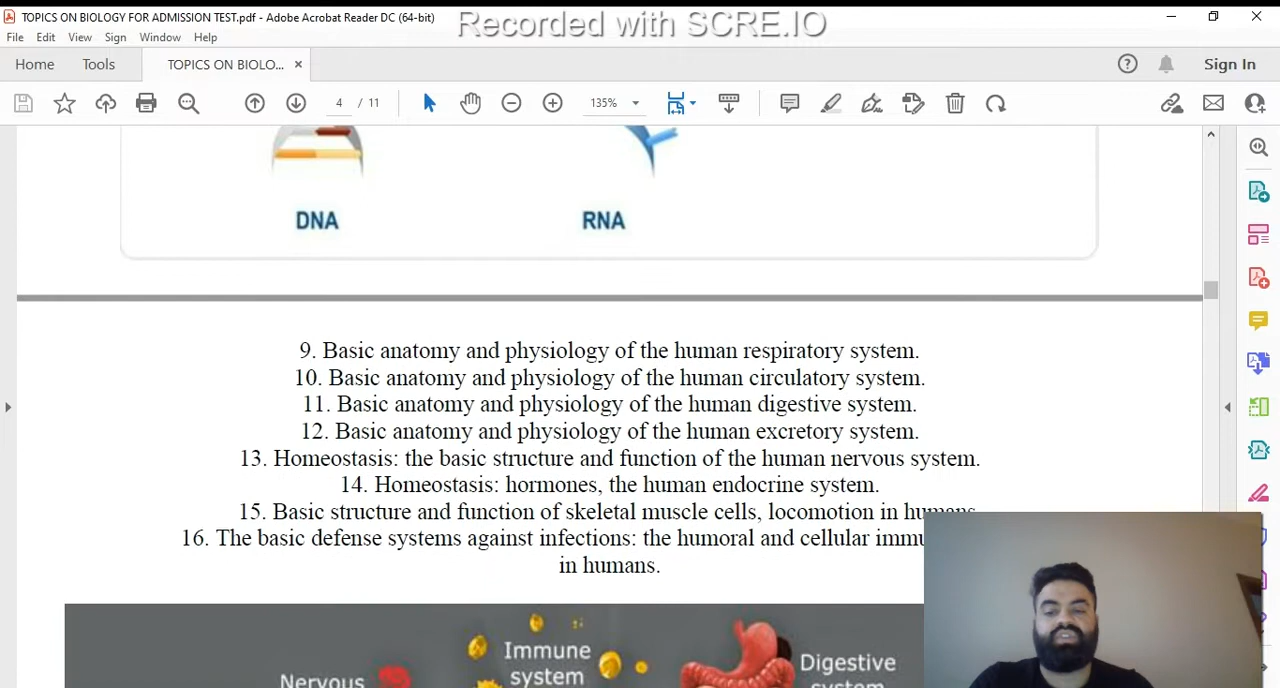 TOPICS ON BIOLOGY FOR ADMISSION TEST.pdf - Adobe Acrobat Reader DC (64-bit)
Recorded with SCRE.IO
File Edit View Sign Window Help
Home Tools TOPICS ON BIOLO... × Sign In
4 / 11 135%
DNA RNA
9. Basic anatomy and physiology of the human respiratory system.
10. Basic anatomy and physiology of the human circulatory system.
11. Basic anatomy and physiology of the human digestive system.
12. Basic anatomy and physiology of the human excretory system.
13. Homeostasis: the basic structure and function of the human nervous system.
14. Homeostasis: hormones, the human endocrine system.
15. Basic structure and function of skeletal muscle cells, locomotion in humans.
16. The basic defense systems against infections: the humoral and cellular immu
in humans.
Immune
system
Digestive
Nervous